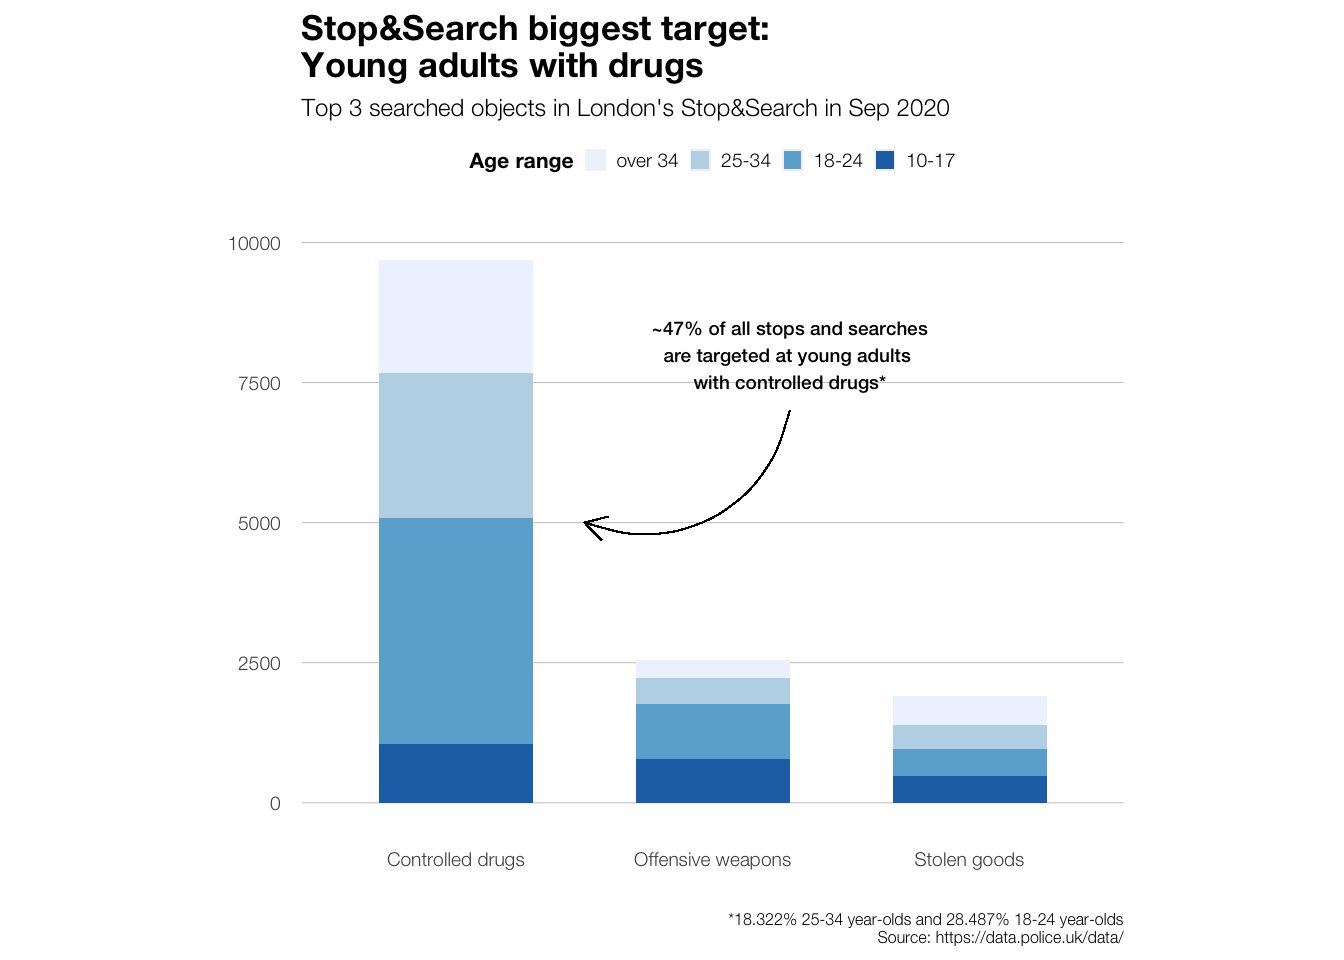 Stop&Search biggest target:
Young adults with drugs
Top 3 searched objects in London's Stop&Search in Sep 2020
Age range over 34 25-34 18-24 10-17
10000
~47% of all stops and searches
are targeted at young adults
7500
with controlled drugs*
5000
2500
0
Controlled drugs Offensive weapons Stolen goods
*18.322% 25-34 year-olds and 28.487% 18-24 year-olds
Source: https://data.police.uk/data/